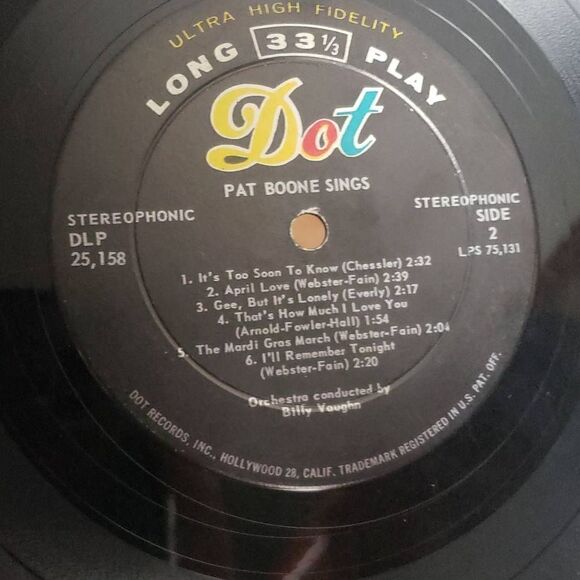 ULTRA HIGH FIDELITY
LONG 33 1/3 PLAY
Dot
PAT BOONE SINGS
STEREOPHONIC
DLP
25,158
STEREOPHONIC
SIDE
2
LPS 75,131
1. It's Too Soon To Know (Chessler) 2:32
2. April Love (Webster-Fain) 2:39
3. Gee, But It's Lonely (Everly) 2:17
4. That's How Much I Love You
(Arnold-Fowler-Hall) 1:54
5. The Mardi Gras March (Webster-Fain) 2:04
6. I'll Remember Tonight
(Webster-Fain) 2:20
Orchestra conducted by
Billy Vaughn
DOT RECORDS, INC., HOLLYWOOD 28, CALIF. TRADEMARK REGISTERED IN U.S. PAT. OFF.